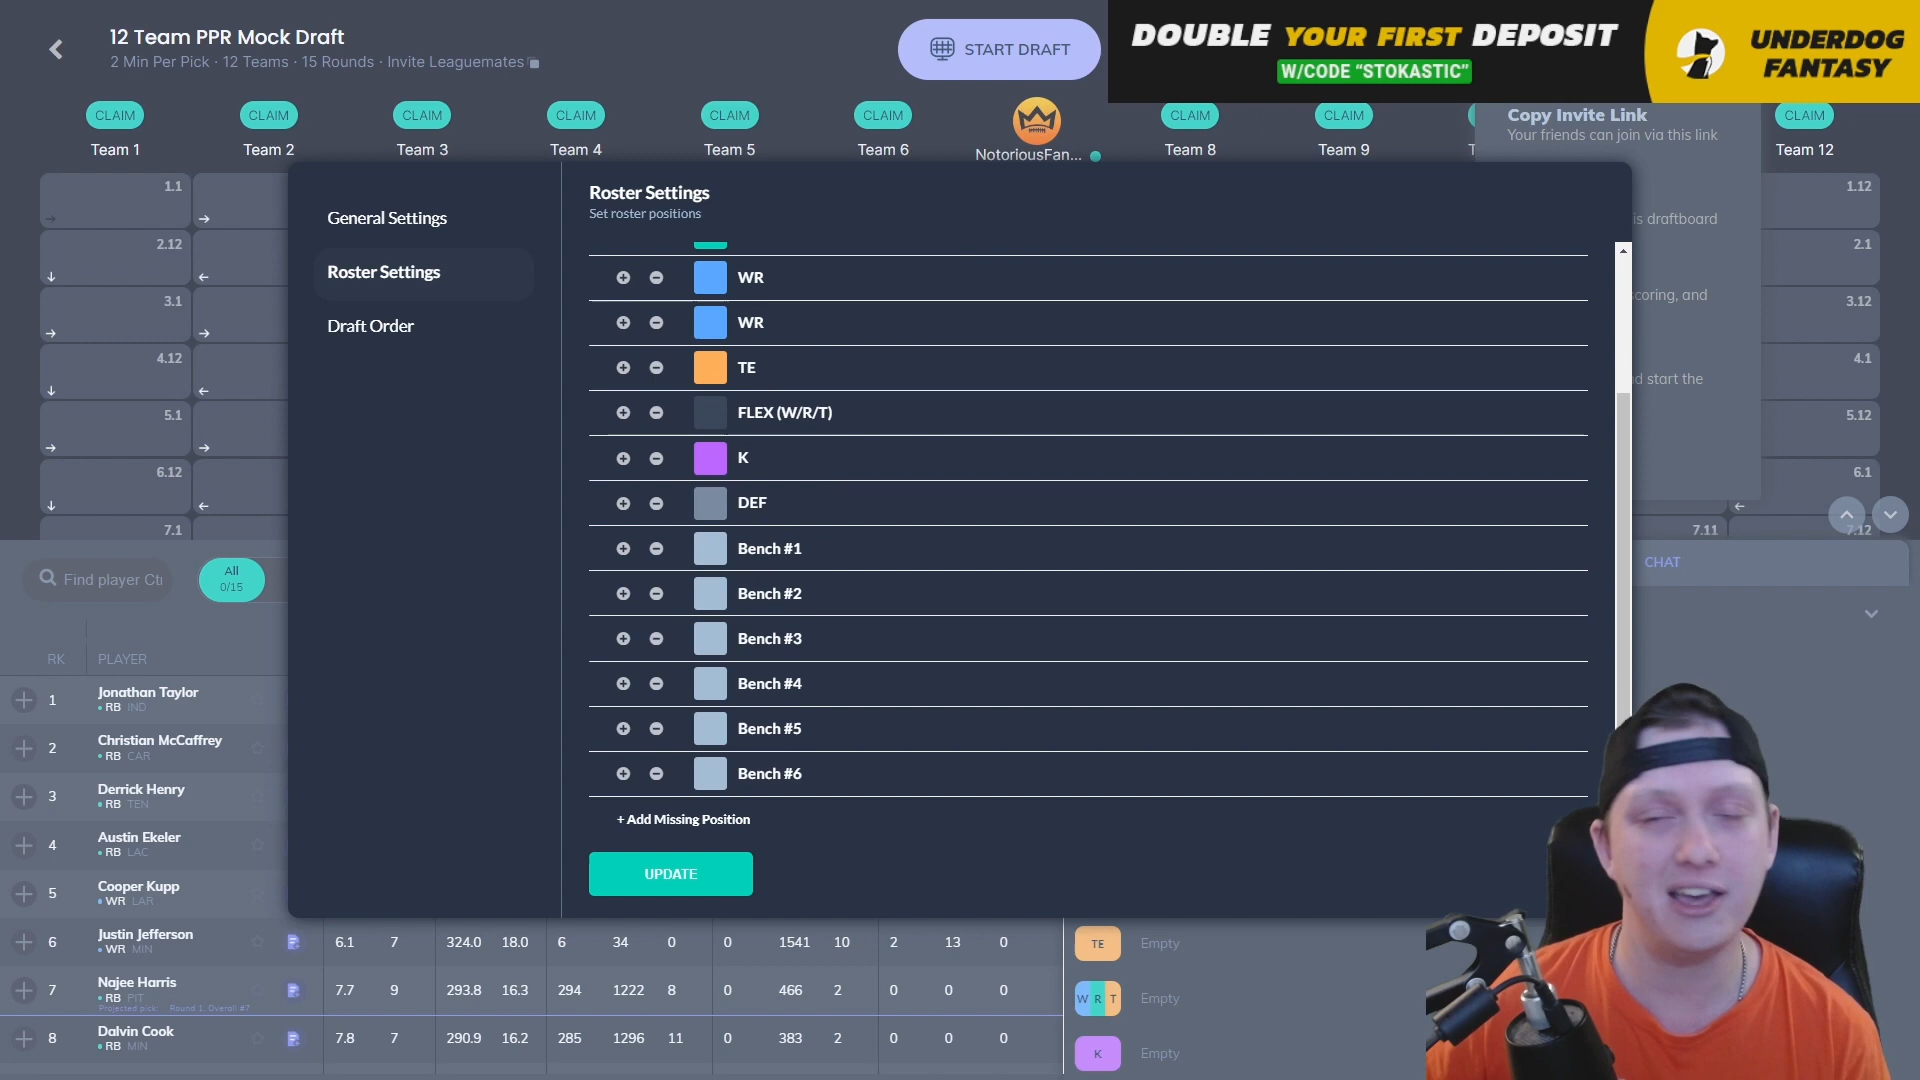 12 Team PPR Mock Draft
2 Min Per Pick · 12 Teams · 15 Rounds · Invite Leaguemates
START DRAFT
DOUBLE YOUR FIRST DEPOSIT
W/CODE "STOKASTIC"
UNDERDOG
FANTASY
CLAIM
CLAIM
CLAIM
CLAIM
CLAIM
CLAIM
CLAIM
CLAIM
CLAIM
Team 1
Team 2
Team 3
Team 4
Team 5
Team 6
NotoriousFan...
Team 8
Team 9
Team 12
Copy Invite Link
Your friends can join via this link
is draftboard
coring, and
d start the
1.1
2.12
3.1
4.12
5.1
6.12
7.1
1.12
2.1
3.12
4.1
5.12
6.1
7.11
7.12
General Settings
Roster Settings
Draft Order
Roster Settings
Set roster positions
WR
WR
TE
FLEX (W/R/T)
K
DEF
Bench #1
Bench #2
Bench #3
Bench #4
Bench #5
Bench #6
+ Add Missing Position
UPDATE
Find player Ct
All
0/15
CHAT
RK PLAYER
1 Jonathan Taylor
RB IND
2 Christian McCaffrey
RB CAR
3 Derrick Henry
RB TEN
4 Austin Ekeler
RB LAC
5 Cooper Kupp
WR LAR
6 Justin Jefferson 6.1 7 324.0 18.0 6 34 0 0 1541 10 2 13 0
WR MIN
7 Najee Harris 7.7 9 293.8 16.3 294 1222 8 0 466 2 0 0 0
RB PIT
Projected pick: Round 1, Overall #7
8 Dalvin Cook 7.8 7 290.9 16.2 285 1296 11 0 383 2 0 0 0
RB MIN
TE Empty
W R T Empty
K Empty